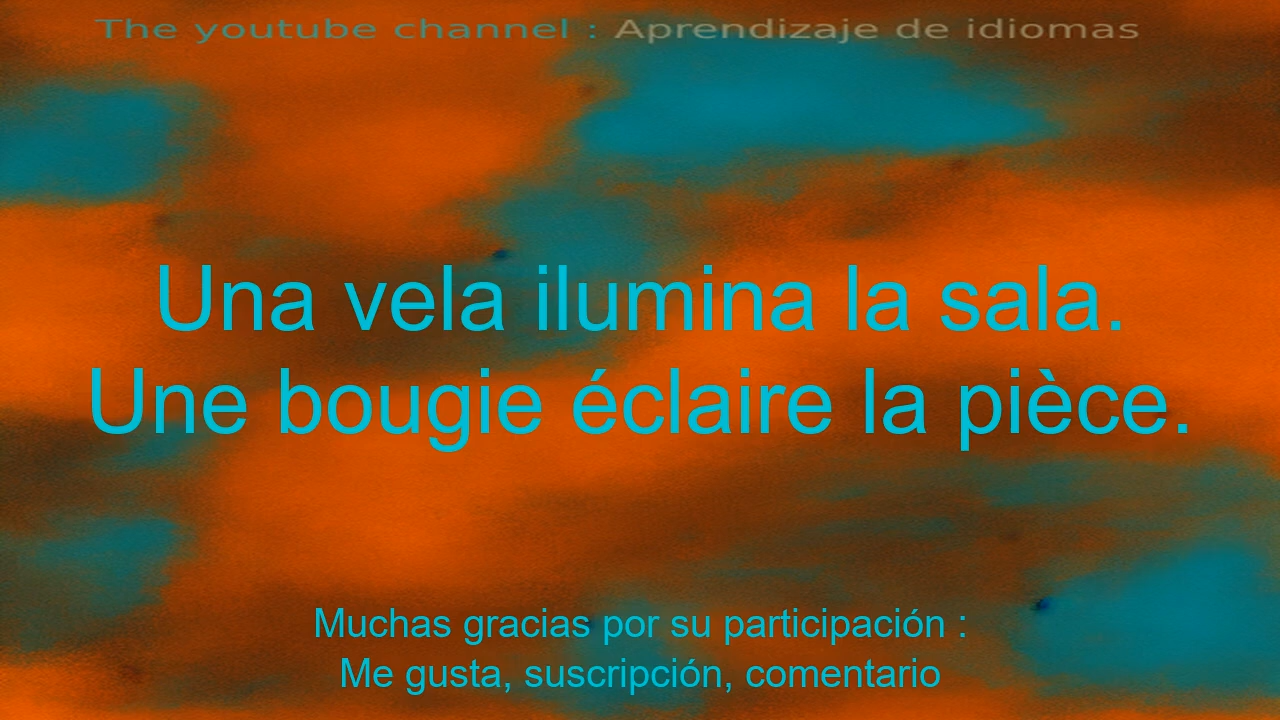 The youtube channel : Aprendizaje de idiomas
Una vela ilumina la sala.
Une bougie éclaire la pièce.
Muchas gracias por su participación :
Me gusta, suscripción, comentario